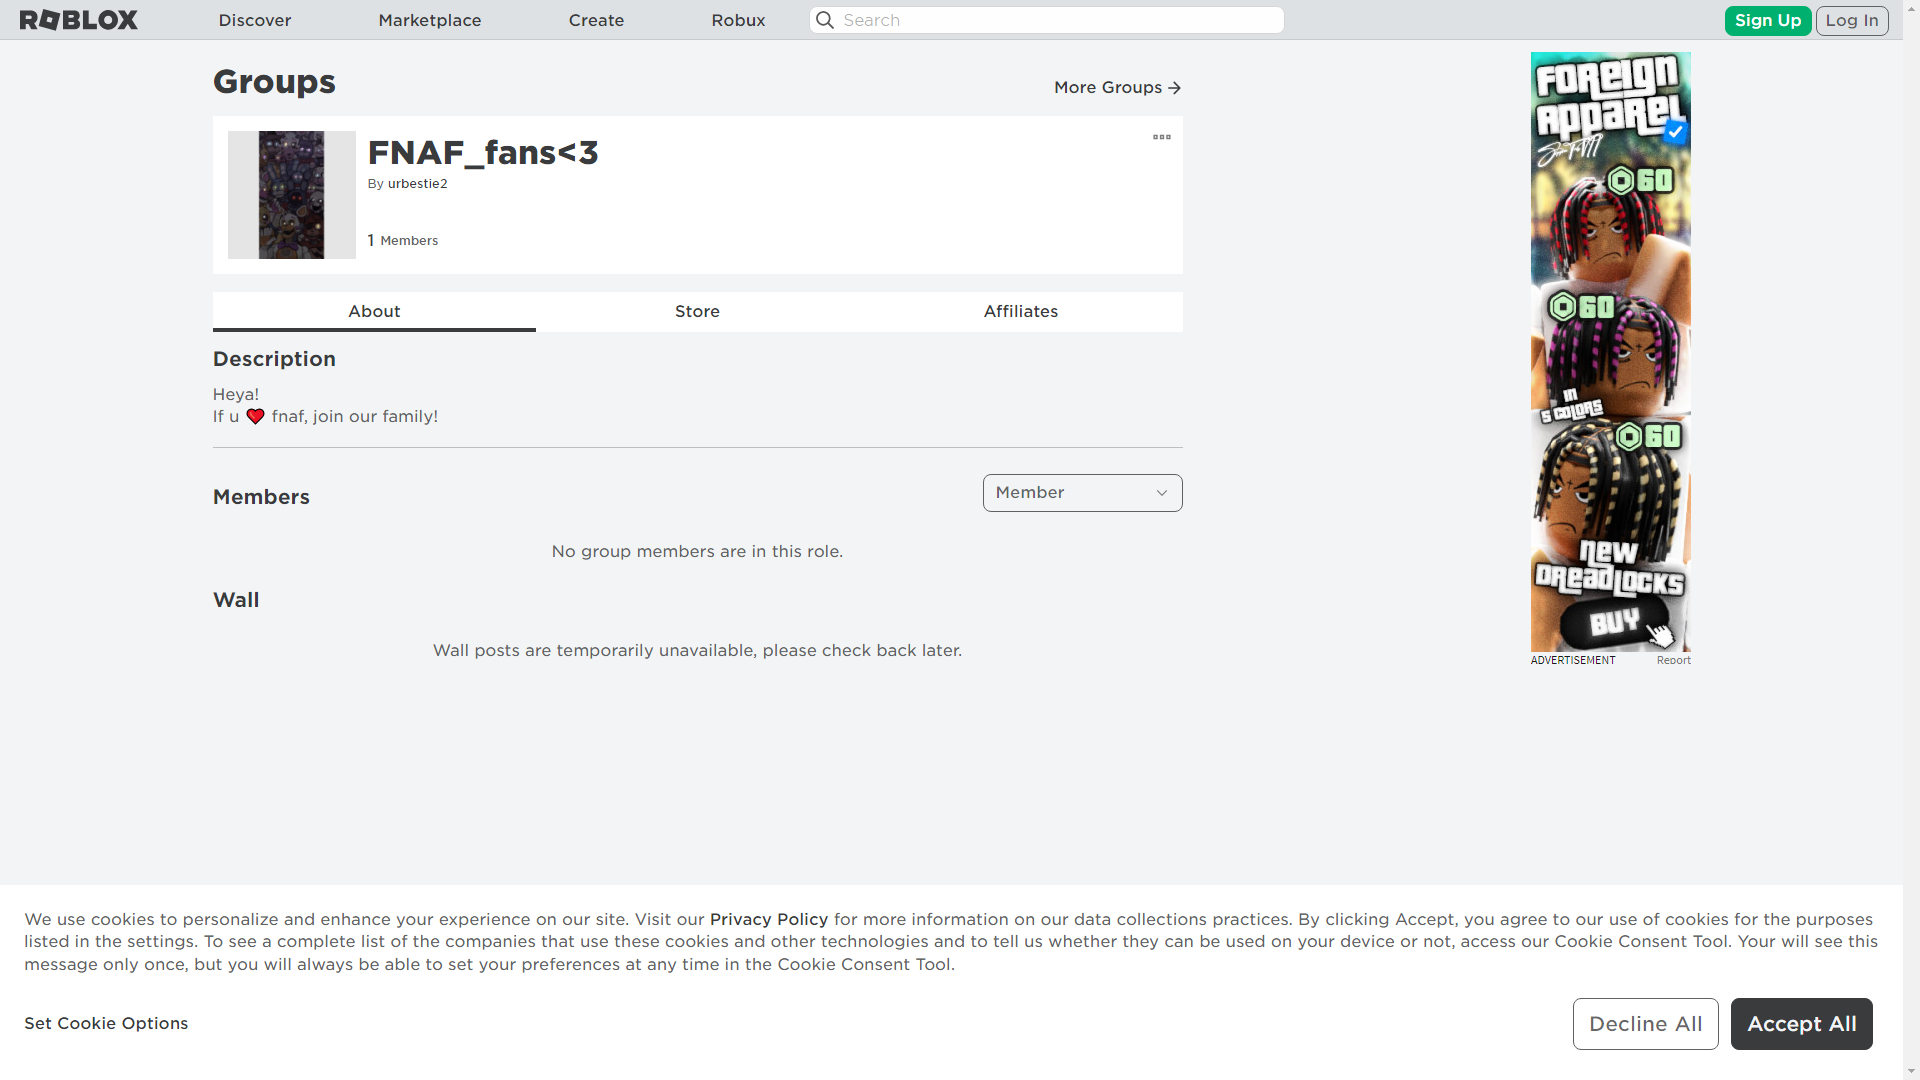 ROBLOX
Discover
Marketplace
Create
Robux
Search
Sign Up
Log In
Groups
More Groups
FNAF_fans<3
By urbestie2
1 Members
About
Store
Affiliates
Description
Heya!
If u ❤ fnaf, join our family!
Members
Member
No group members are in this role.
Wall
Wall posts are temporarily unavailable, please check back later.
FOREIGN
APPAREL
60
60
IN
5 COLORS
60
NEW
DREADLOCKS
BUY
ADVERTISEMENT
Report
We use cookies to personalize and enhance your experience on our site. Visit our Privacy Policy for more information on our data collections practices. By clicking Accept, you agree to our use of cookies for the purposes
listed in the settings. To see a complete list of the companies that use these cookies and other technologies and to tell us whether they can be used on your device or not, access our Cookie Consent Tool. Your will see this
message only once, but you will always be able to set your preferences at any time in the Cookie Consent Tool.
Set Cookie Options
Decline All
Accept All